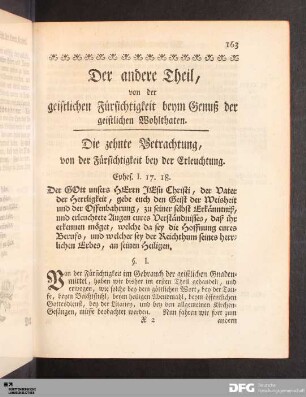 163
Der andere Theil,
von der
geistlichen Fürsichtigkeit beym Genuß der
geistlichen Wohlthaten.
Die zehnte Betrachtung,
von der Fürsichtigkeit bey der Erleuchtung.
Ephes. I. 17. 18.
Der GOtt unsers HErrn JEsu Christi, der Vater
der Herrlichkeit, gebe euch den Geist der Weisheit
und der Offenbahrung, zu seiner selbst Erkänntniß,
und erleuchtete Augen eures Verständnisses, daß ihr
erkennen möget, welche da sey die Hoffnung eures
Berufs, und welcher sey der Reichthum seines herr-
lichen Erbes, an seinen Heiligen.
§. I.
Von der Fürsichtigkeit im Gebrauch der geistlichen Gnaden-
mittel, haben wir bisher im ersten Theil gehandelt, und
erwogen, wie solche bey dem göttlichen Wort, bey der Tau-
fe, beym Beichtstuhl, beym heiligen Abendmahl, beym öffentlichen
Gottesdienst, bey der Litaney, und bey den allgemeinen Kirchen-
Gesängen, müsse beobachtet werden. Nun schreiten wir fort zum
X 2
andern
DFG